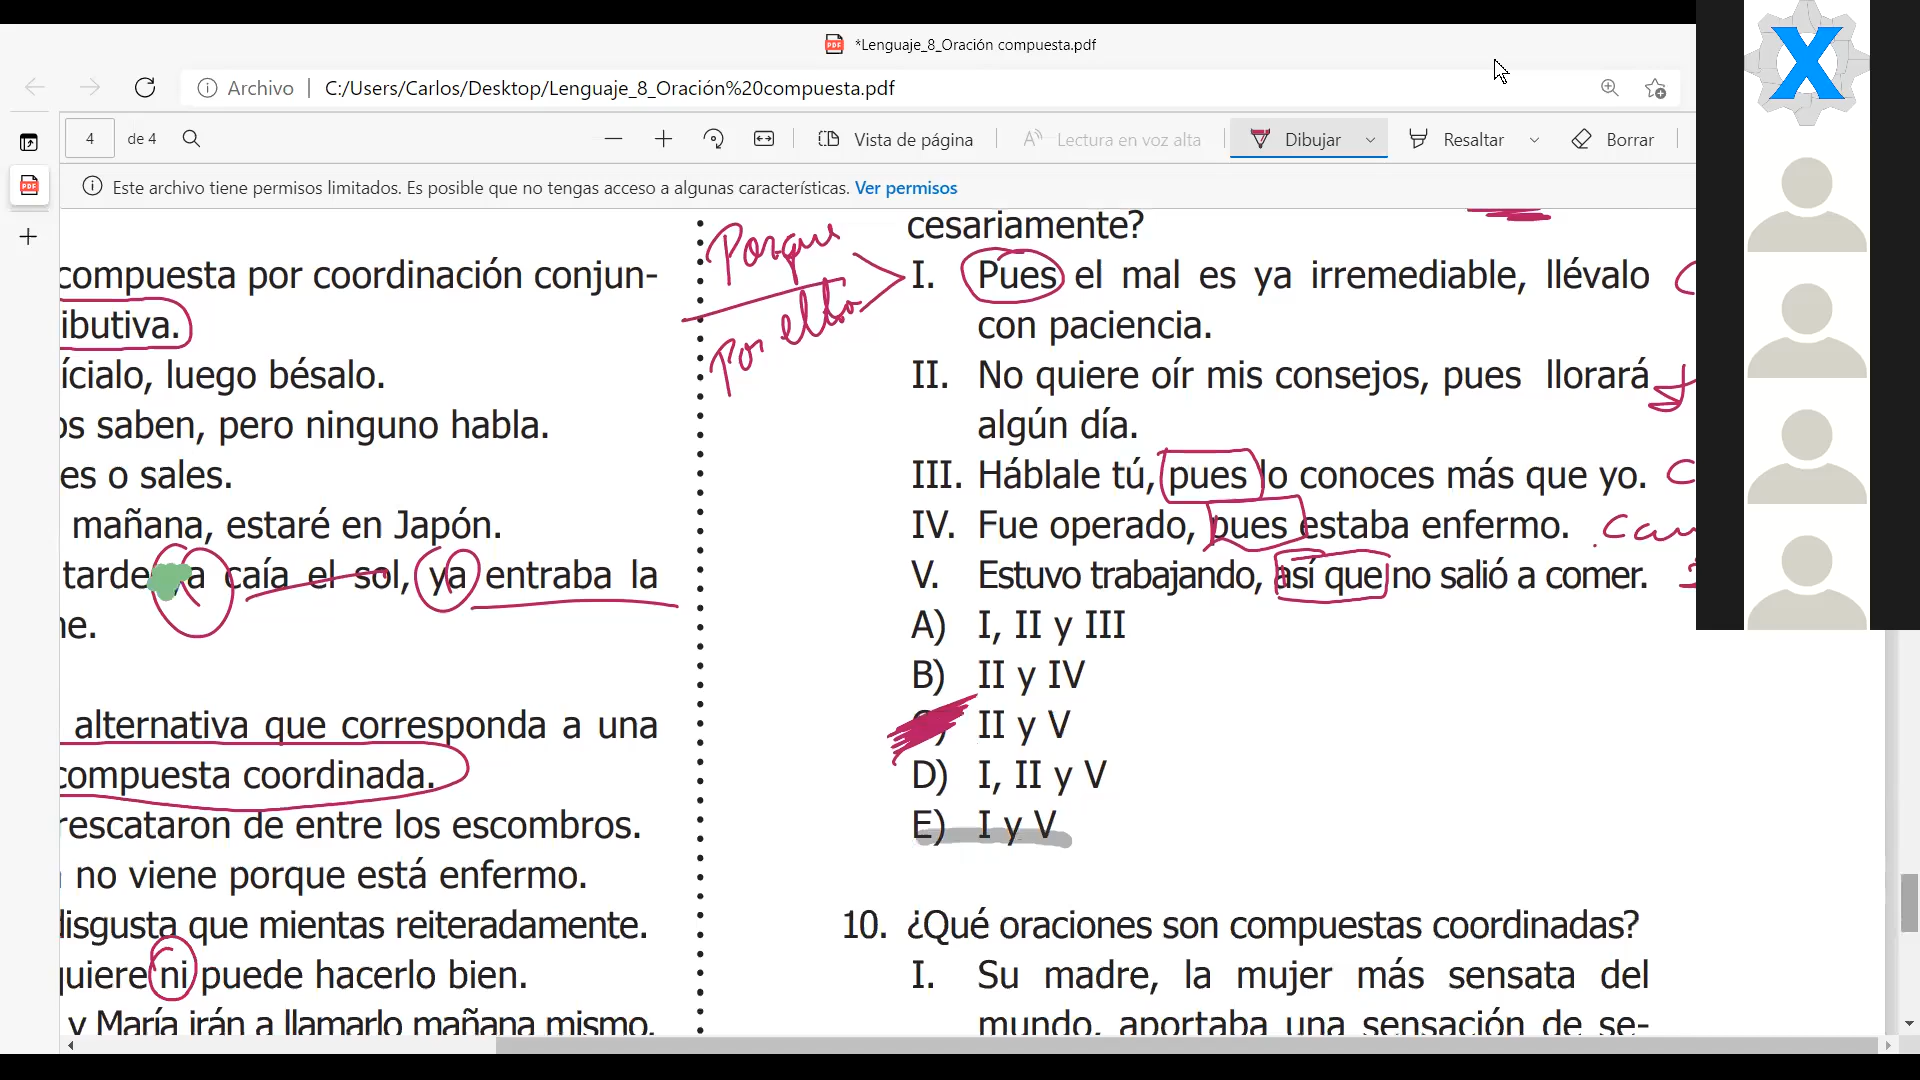 *Lenguaje_8_Oración compuesta.pdf
Archivo | C:/Users/Carlos/Desktop/Lenguaje_8_Oración%20compuesta.pdf
4 de 4 Vista de página Lectura en voz alta Dibujar Resaltar Borrar
Este archivo tiene permisos limitados. Es posible que no tengas acceso a algunas características. Ver permisos
compuesta por coordinación conjun-
ibutiva.
ícialo, luego bésalo.
os saben, pero ninguno habla.
es o sales.
mañana, estaré en Japón.
tarde a caía el sol, ya entraba la
ne.
alternativa que corresponda a una
compuesta coordinada.
rescataron de entre los escombros.
no viene porque está enfermo.
disgusta que mientas reiteradamente.
quiere ni puede hacerlo bien.
y María irán a llamarlo mañana mismo.
Porque
Por ello
cesariamente?
I. Pues el mal es ya irremediable, llévalo
con paciencia.
II. No quiere oír mis consejos, pues llorará
algún día.
III. Háblale tú, pues lo conoces más que yo.
IV. Fue operado, pues estaba enfermo.
V. Estuvo trabajando, así que no salió a comer.
A) I, II y III
B) II y IV
II y V
D) I, II y V
E) I y V
10. ¿Qué oraciones son compuestas coordinadas?
I. Su madre, la mujer más sensata del
mundo, aportaba una sensación de se-
X